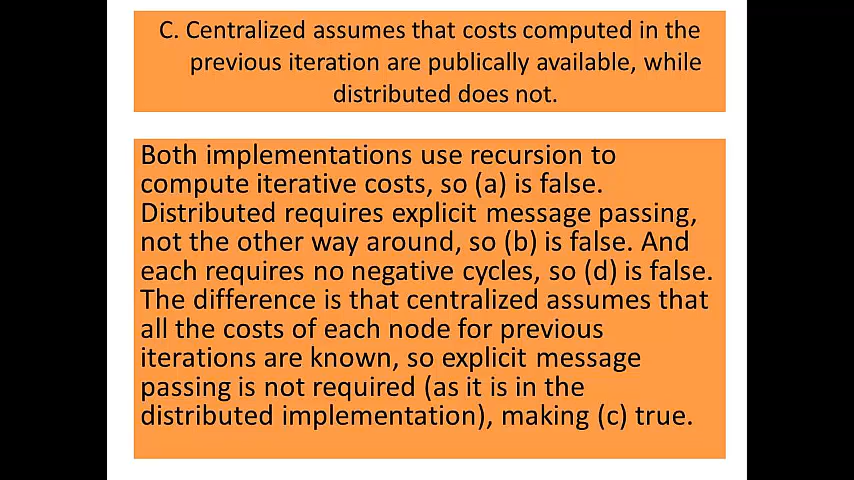 C. Centralized assumes that costs computed in the
previous iteration are publically available, while
distributed does not.
Both implementations use recursion to
compute iterative costs, so (a) is false.
Distributed requires explicit message passing,
not the other way around, so (b) is false. And
each requires no negative cycles, so (d) is false.
The difference is that centralized assumes that
all the costs of each node for previous
iterations are known, so explicit message
passing is not required (as it is in the
distributed implementation), making (c) true.